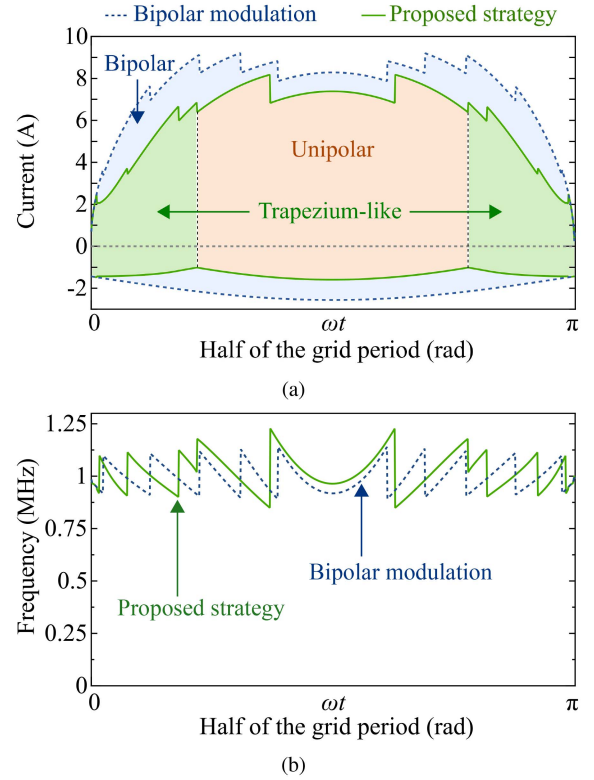 Bipolar modulation Proposed strategy
10
8
6
4
2
0
-2
Current (A)
Bipolar
Unipolar
Trapezium-like
0 ωt π
Half of the grid period (rad)
(a)
1.25
1
0.75
0.5
0.25
0
Frequency (MHz)
Bipolar modulation
Proposed strategy
0 ωt π
Half of the grid period (rad)
(b)